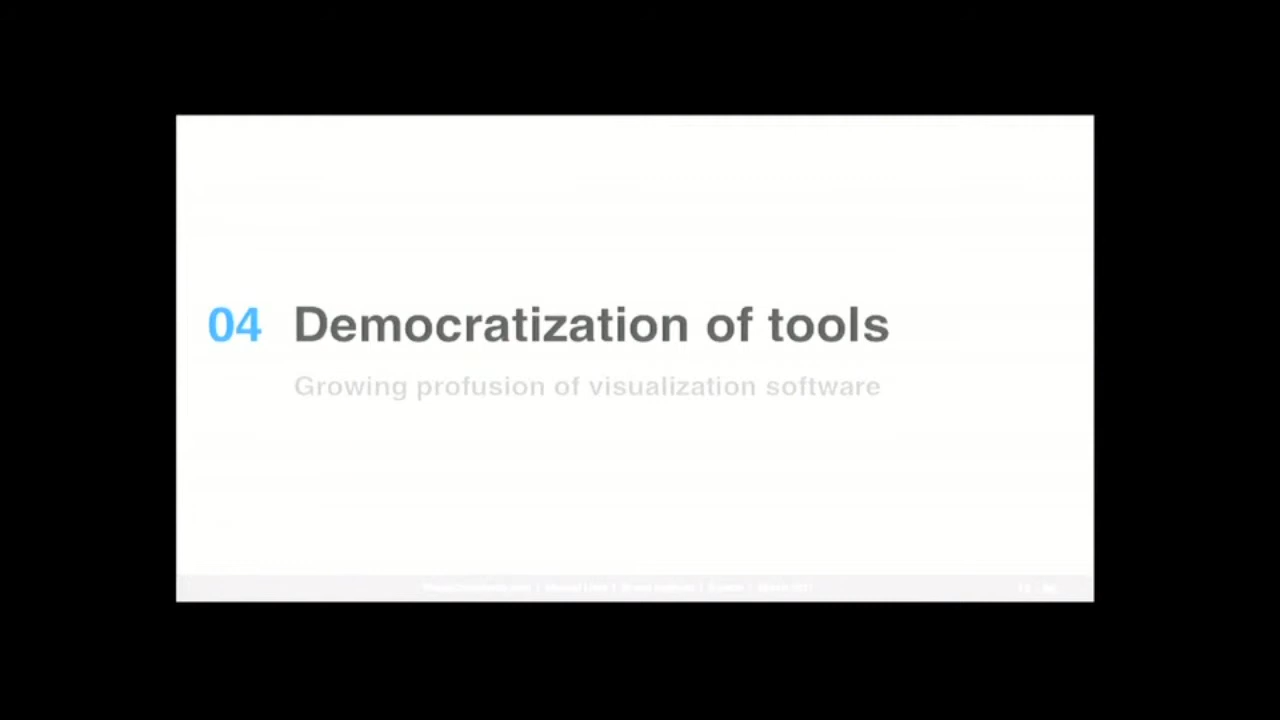 04 Democratization of tools
Growing profusion of visualization software